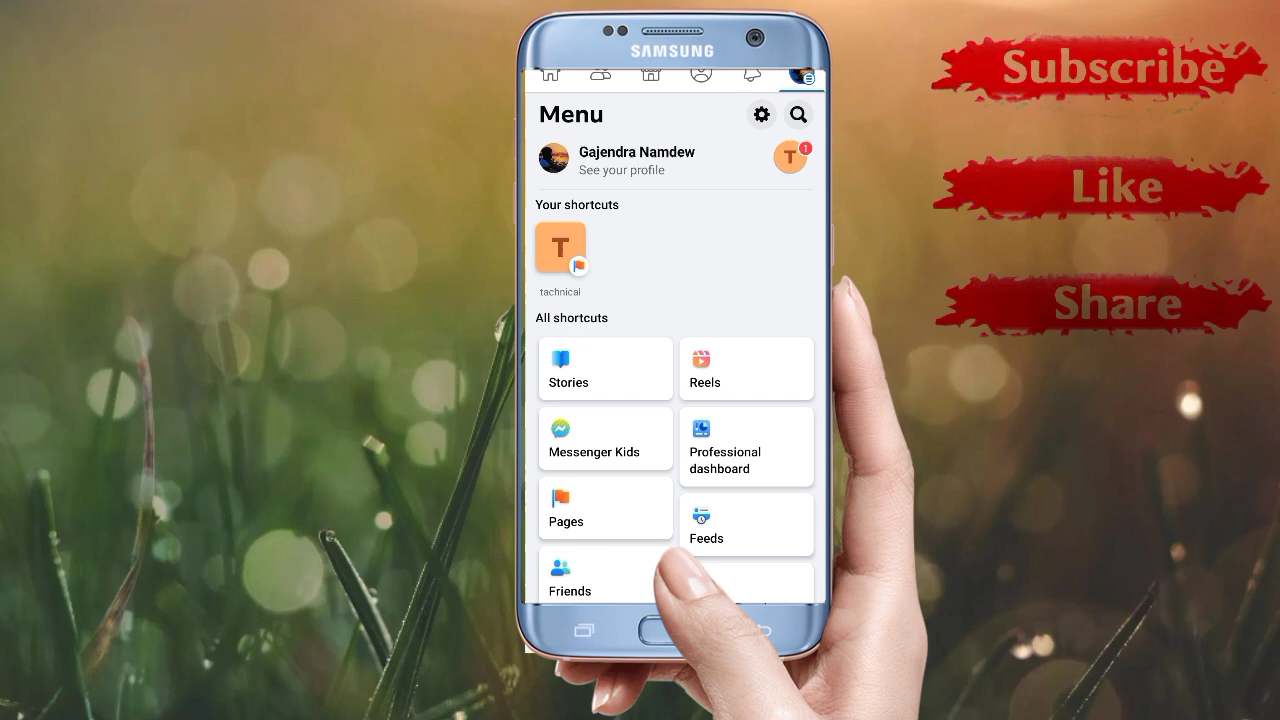 SAMSUNG
Menu
Gajendra Namdew
See your profile
T
1
Your shortcuts
T
tachnical
All shortcuts
Stories
Reels
Messenger Kids
Professional
dashboard
Pages
Feeds
Friends
Subscribe
Like
Share